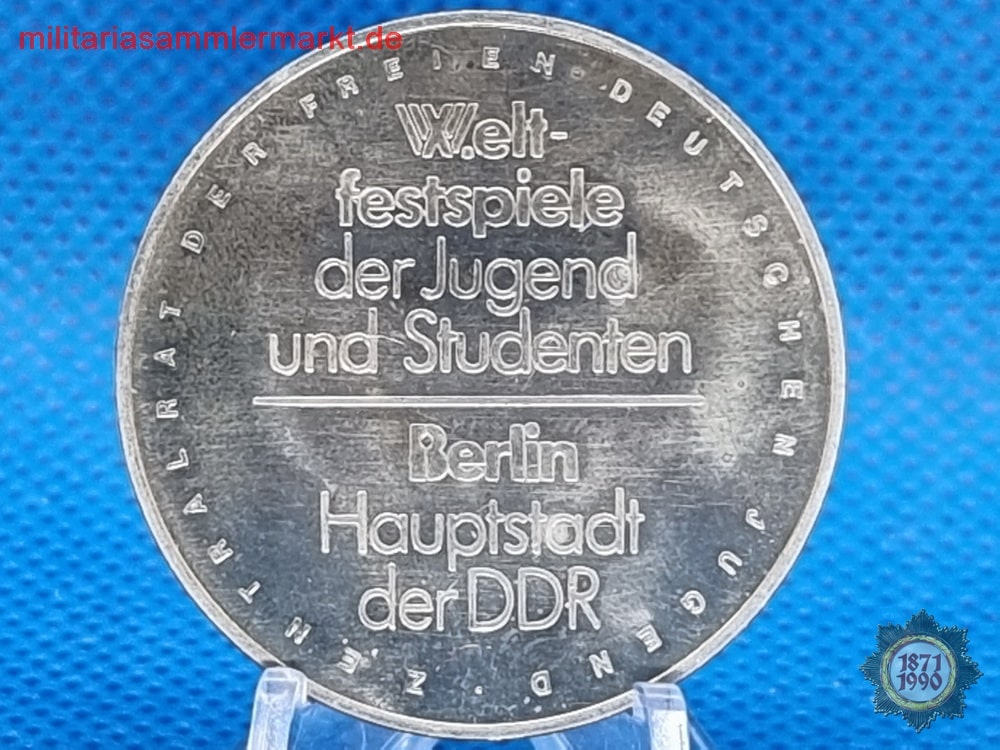 militariasammlermarkt.de
ZENTRALRAT DER FREIEN DEUTSCHEN JUGEND
Welt-
festspiele
der Jugend
und Studenten
Berlin
Hauptstadt
der DDR
1871
1990